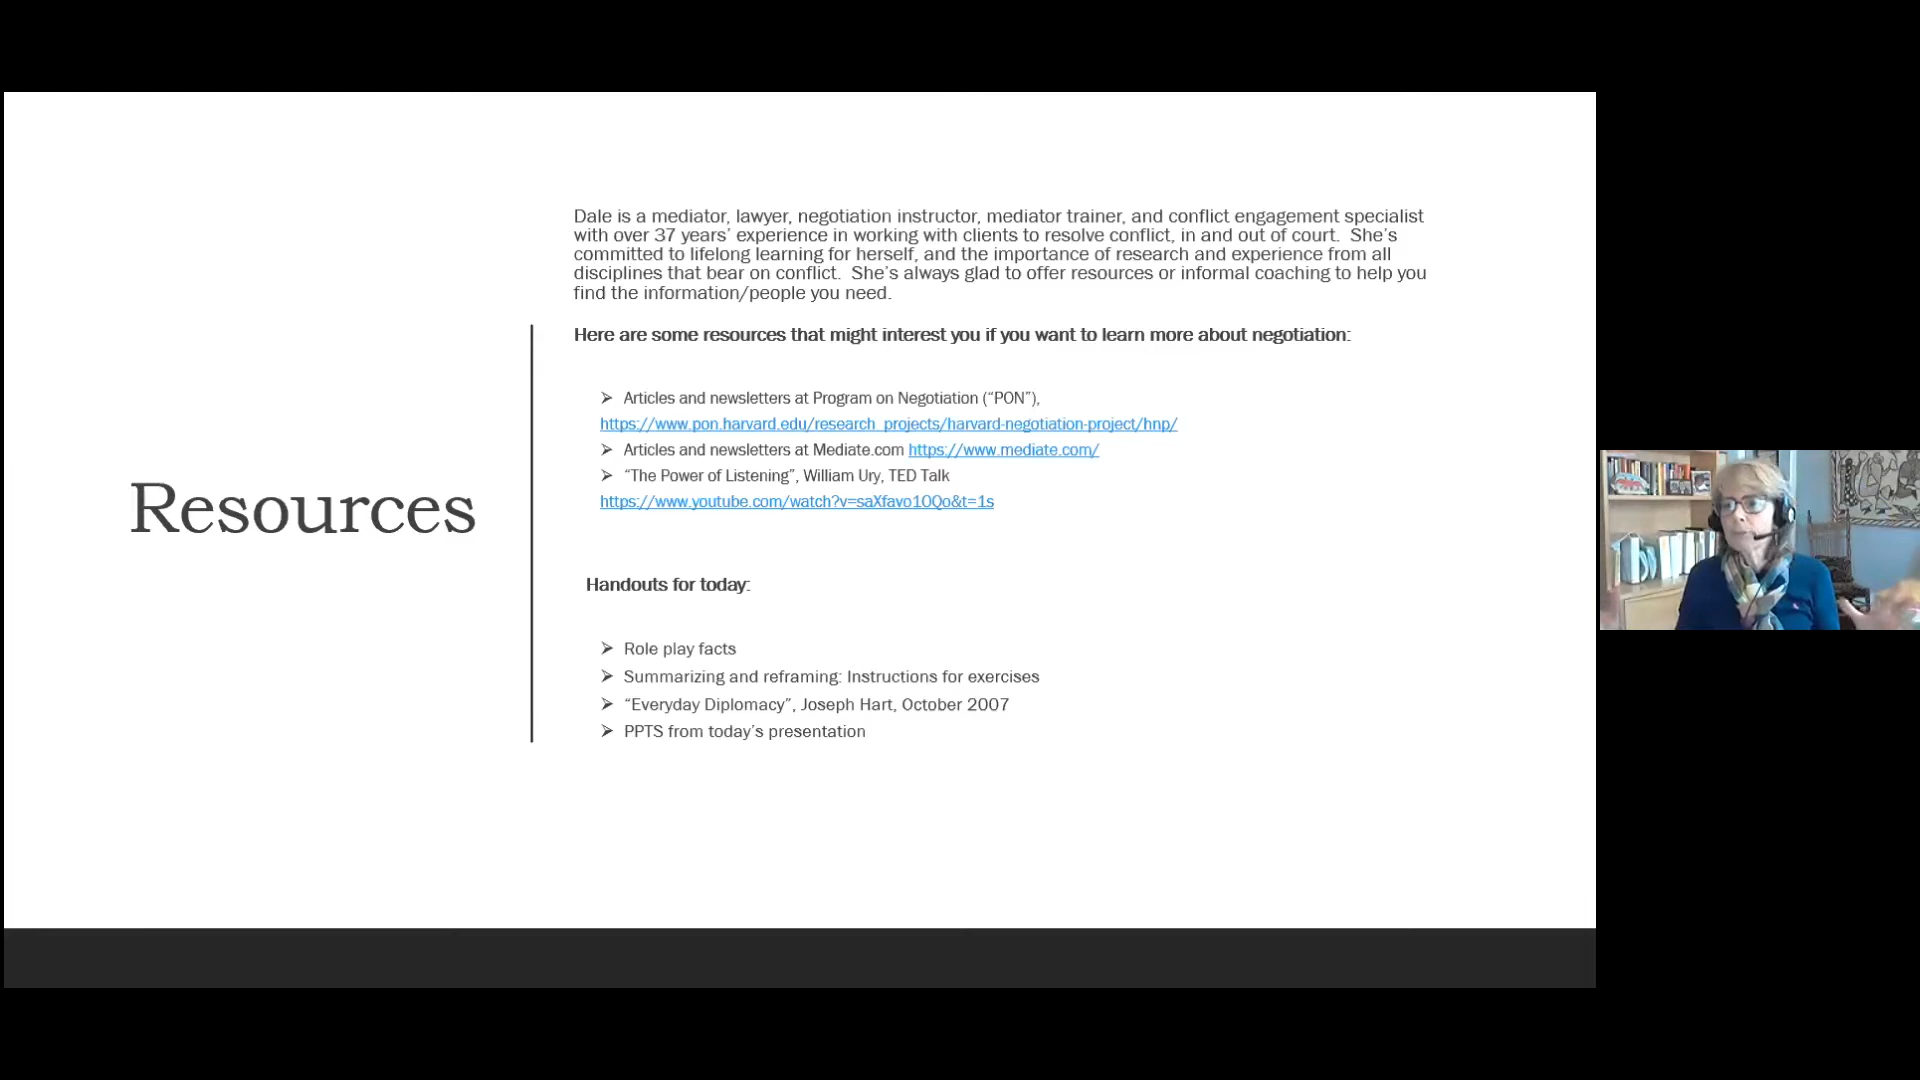 Resources
Dale is a mediator, lawyer, negotiation instructor, mediator trainer, and conflict engagement specialist
with over 37 years’ experience in working with clients to resolve conflict, in and out of court.  She’s
committed to lifelong learning for herself, and the importance of research and experience from all
disciplines that bear on conflict.  She’s always glad to offer resources or informal coaching to help you
find the information/people you need.
Here are some resources that might interest you if you want to learn more about negotiation:
➢ Articles and newsletters at Program on Negotiation (“PON”),
https://www.pon.harvard.edu/research_projects/harvard-negotiation-project/hnp/
➢ Articles and newsletters at Mediate.com https://www.mediate.com/
➢ “The Power of Listening”, William Ury, TED Talk
https://www.youtube.com/watch?v=saXfavo1OQo&t=1s
Handouts for today:
➢ Role play facts
➢ Summarizing and reframing: Instructions for exercises
➢ “Everyday Diplomacy”, Joseph Hart, October 2007
➢ PPTS from today’s presentation